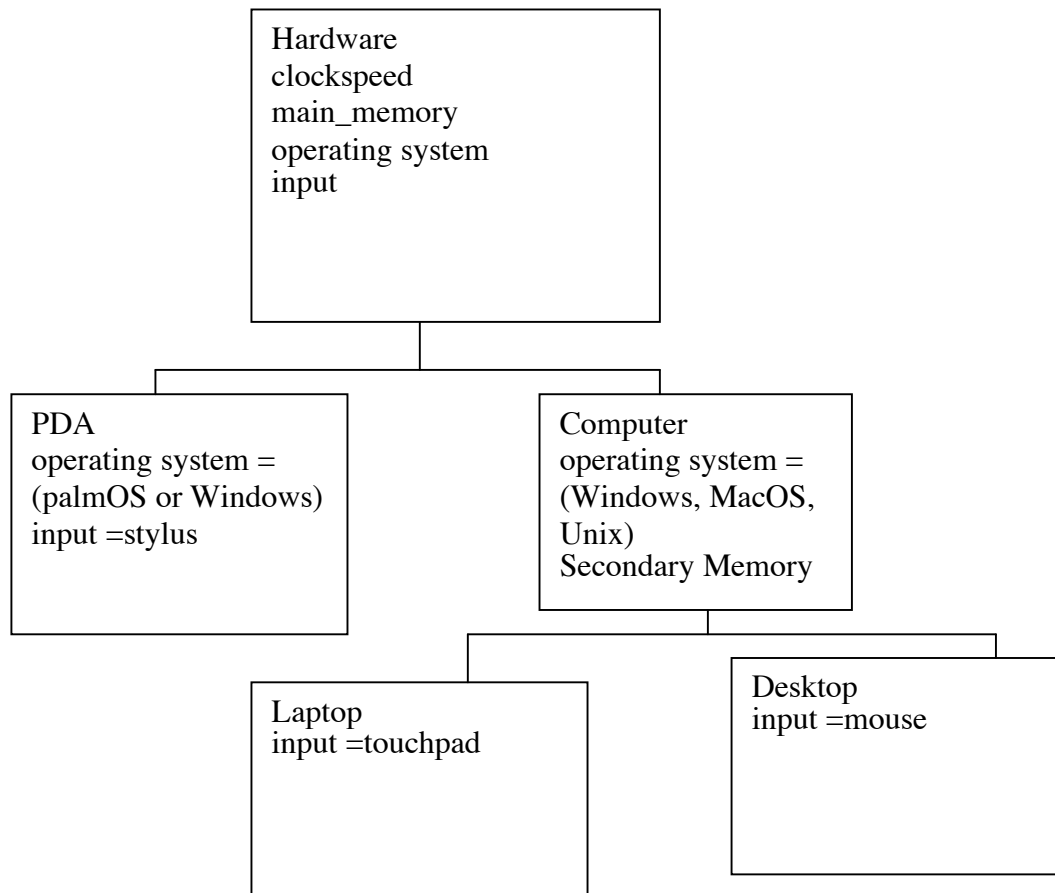 Hardware
clockspeed
main_memory
operating system
input
PDA
operating system =
(palmOS or Windows)
input =stylus
Computer
operating system =
(Windows, MacOS,
Unix)
Secondary Memory
Laptop
input =touchpad
Desktop
input =mouse